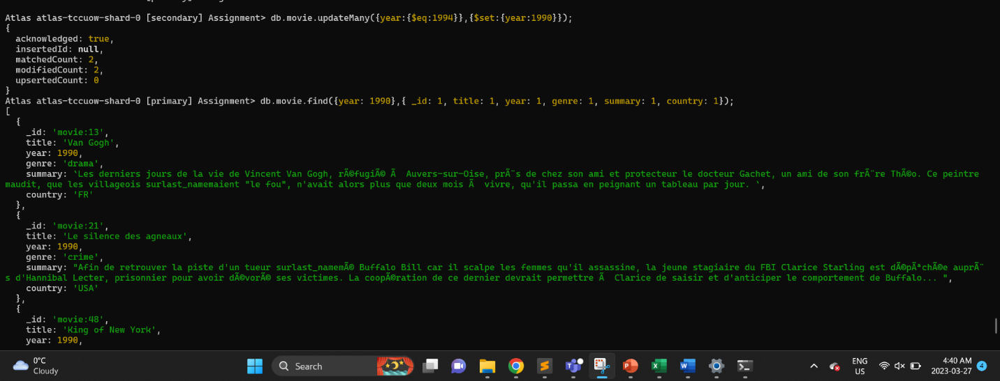 Atlas atlas-tccuow-shard-0 [secondary] Assignment> db.movie.updateMany({year:{$eq:1994}},{$set:{year:1990}});
{
  acknowledged: true,
  insertedId: null,
  matchedCount: 2,
  modifiedCount: 2,
  upsertedCount: 0
}
Atlas atlas-tccuow-shard-0 [primary] Assignment> db.movie.find({year: 1990},{ _id: 1, title: 1, year: 1, genre: 1, summary: 1, country: 1});
[
  {
    _id: 'movie:13',
    title: 'Van Gogh',
    year: 1990,
    genre: 'drama',
    summary: `Les derniers jours de la vie de Vincent Van Gogh, rÃ©fugiÃ© Ã  Auvers-sur-Oise, prÃ¨s de chez son ami et protecteur le docteur Gachet, un ami de son frÃ¨re ThÃ©o. Ce peintre
maudit, que les villageois surlast_namemaient "le fou", n'avait alors plus que deux mois Ã  vivre, qu'il passa en peignant un tableau par jour. `,
    country: 'FR'
  },
  {
    _id: 'movie:21',
    title: 'Le silence des agneaux',
    year: 1990,
    genre: 'crime',
    summary: "Afin de retrouver la piste d'un tueur surlast_namemÃ© Buffalo Bill car il scalpe les femmes qu'il assassine, la jeune stagiaire du FBI Clarice Starling est dÃ©pÃªchÃ©e auprÃ¨
s d'Hannibal Lecter, prisonnier pour avoir dÃ©vorÃ© ses victimes. La coopÃ©ration de ce dernier devrait permettre Ã  Clarice de saisir et d'anticiper le comportement de Buffalo... ",
    country: 'USA'
  },
  {
    _id: 'movie:48',
    title: 'King of New York',
    year: 1990,
0°C
Cloudy
Search
ENG
US
4:40 AM
2023-03-27
4